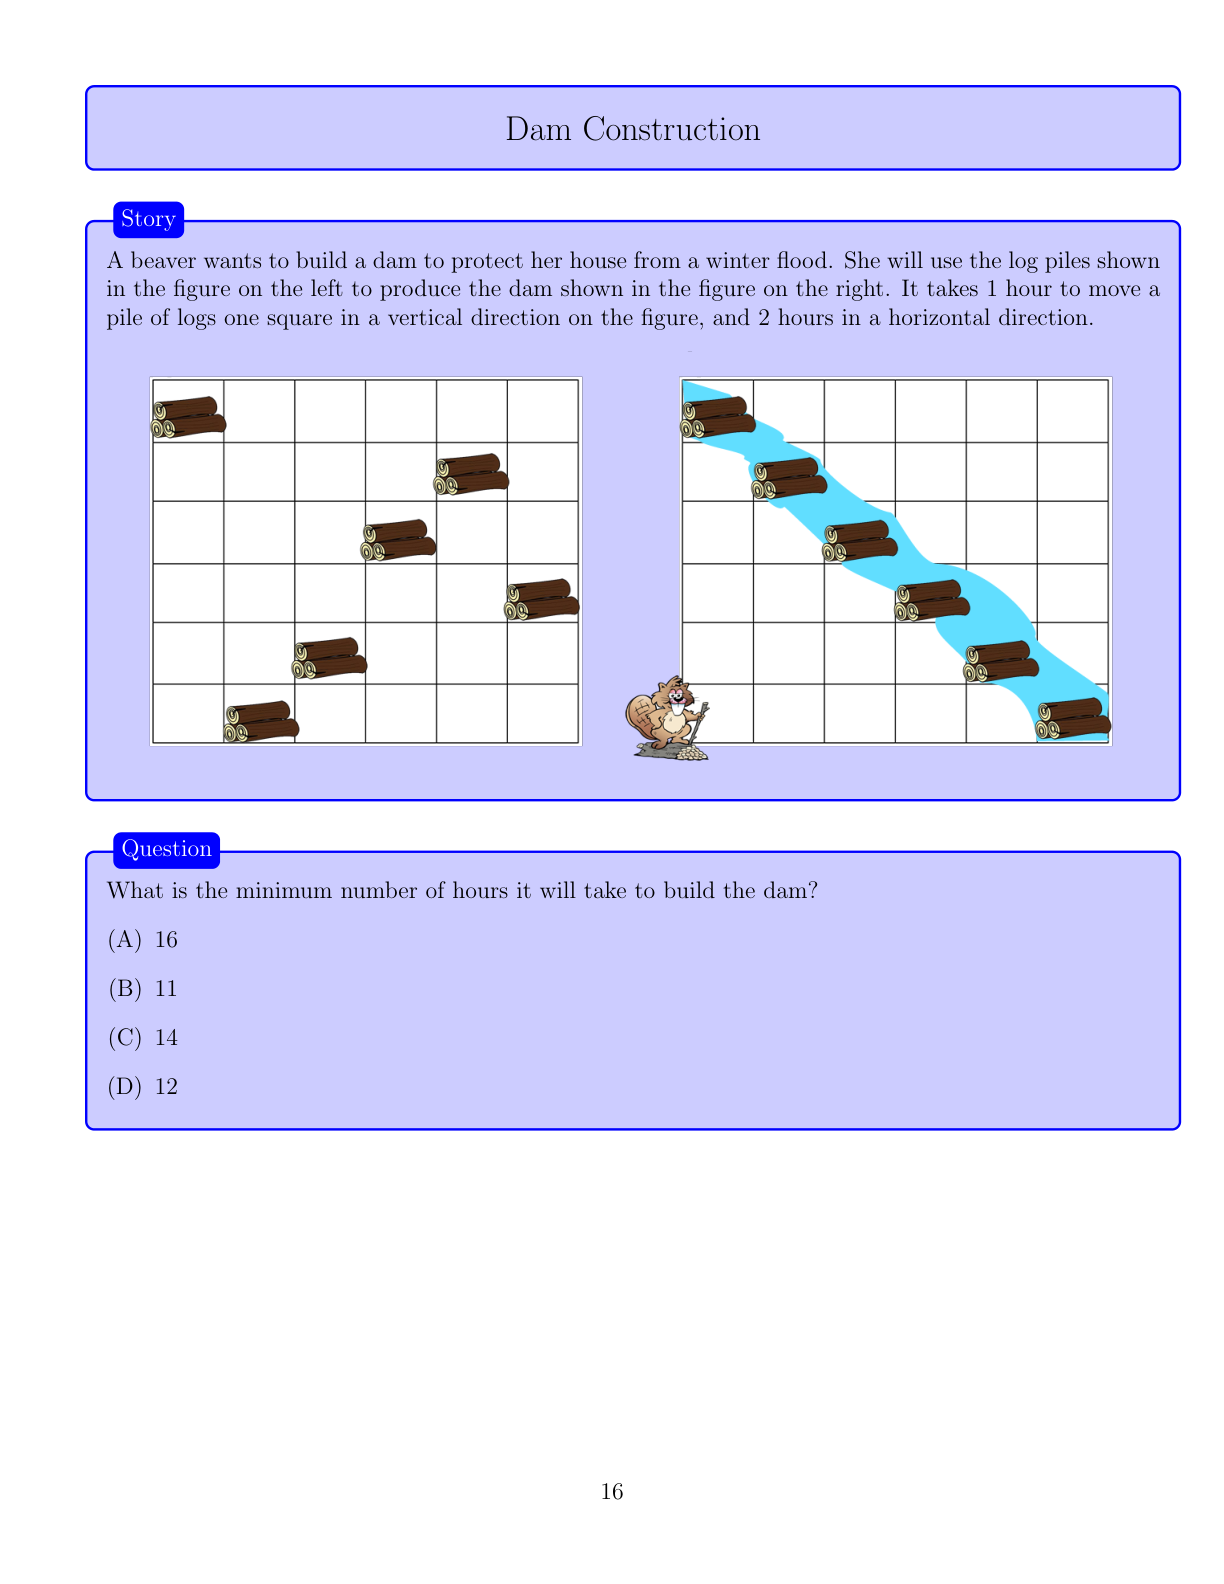 Dam Construction
Story
A beaver wants to build a dam to protect her house from a winter flood. She will use the log piles shown
in the figure on the left to produce the dam shown in the figure on the right. It takes 1 hour to move a
pile of logs one square in a vertical direction on the figure, and 2 hours in a horizontal direction.
Question
What is the minimum number of hours it will take to build the dam?
(A) 16
(B) 11
(C) 14
(D) 12
16